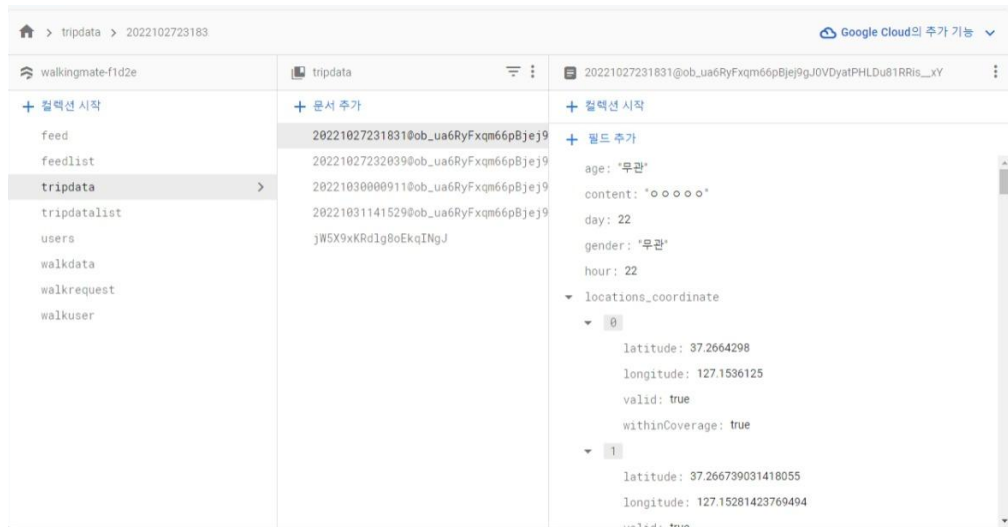 tripdata > 2022102723183
Google Cloud의 추가 기능
walkingmate-f1d2e
+ 컬렉션 시작
feed
feedlist
tripdata
tripdatalist
users
walkdata
walkrequest
walkuser
tripdata
+ 문서 추가
20221027231831@ob_ua6RyFxqm66pBjej9
20221027232039@ob_ua6RyFxqm66pBjej9
20221030000911@ob_ua6RyFxqm66pBjej9
20221031141529@ob_ua6RyFxqm66pBjej9
jW5X9xKRdlg8oEkqINgJ
20221027231831@ob_ua6RyFxqm66pBjej9gJ0VDyatPHLDu81RRis__xY
+ 컬렉션 시작
+ 필드 추가
age: "무관"
content: "ㅇㅇㅇㅇㅇ"
day: 22
gender: "무관"
hour: 22
locations_coordinate
0
latitude: 37.2664298
longitude: 127.1536125
valid: true
withinCoverage: true
1
latitude: 37.266739031418055
longitude: 127.15281423769494
valid: true